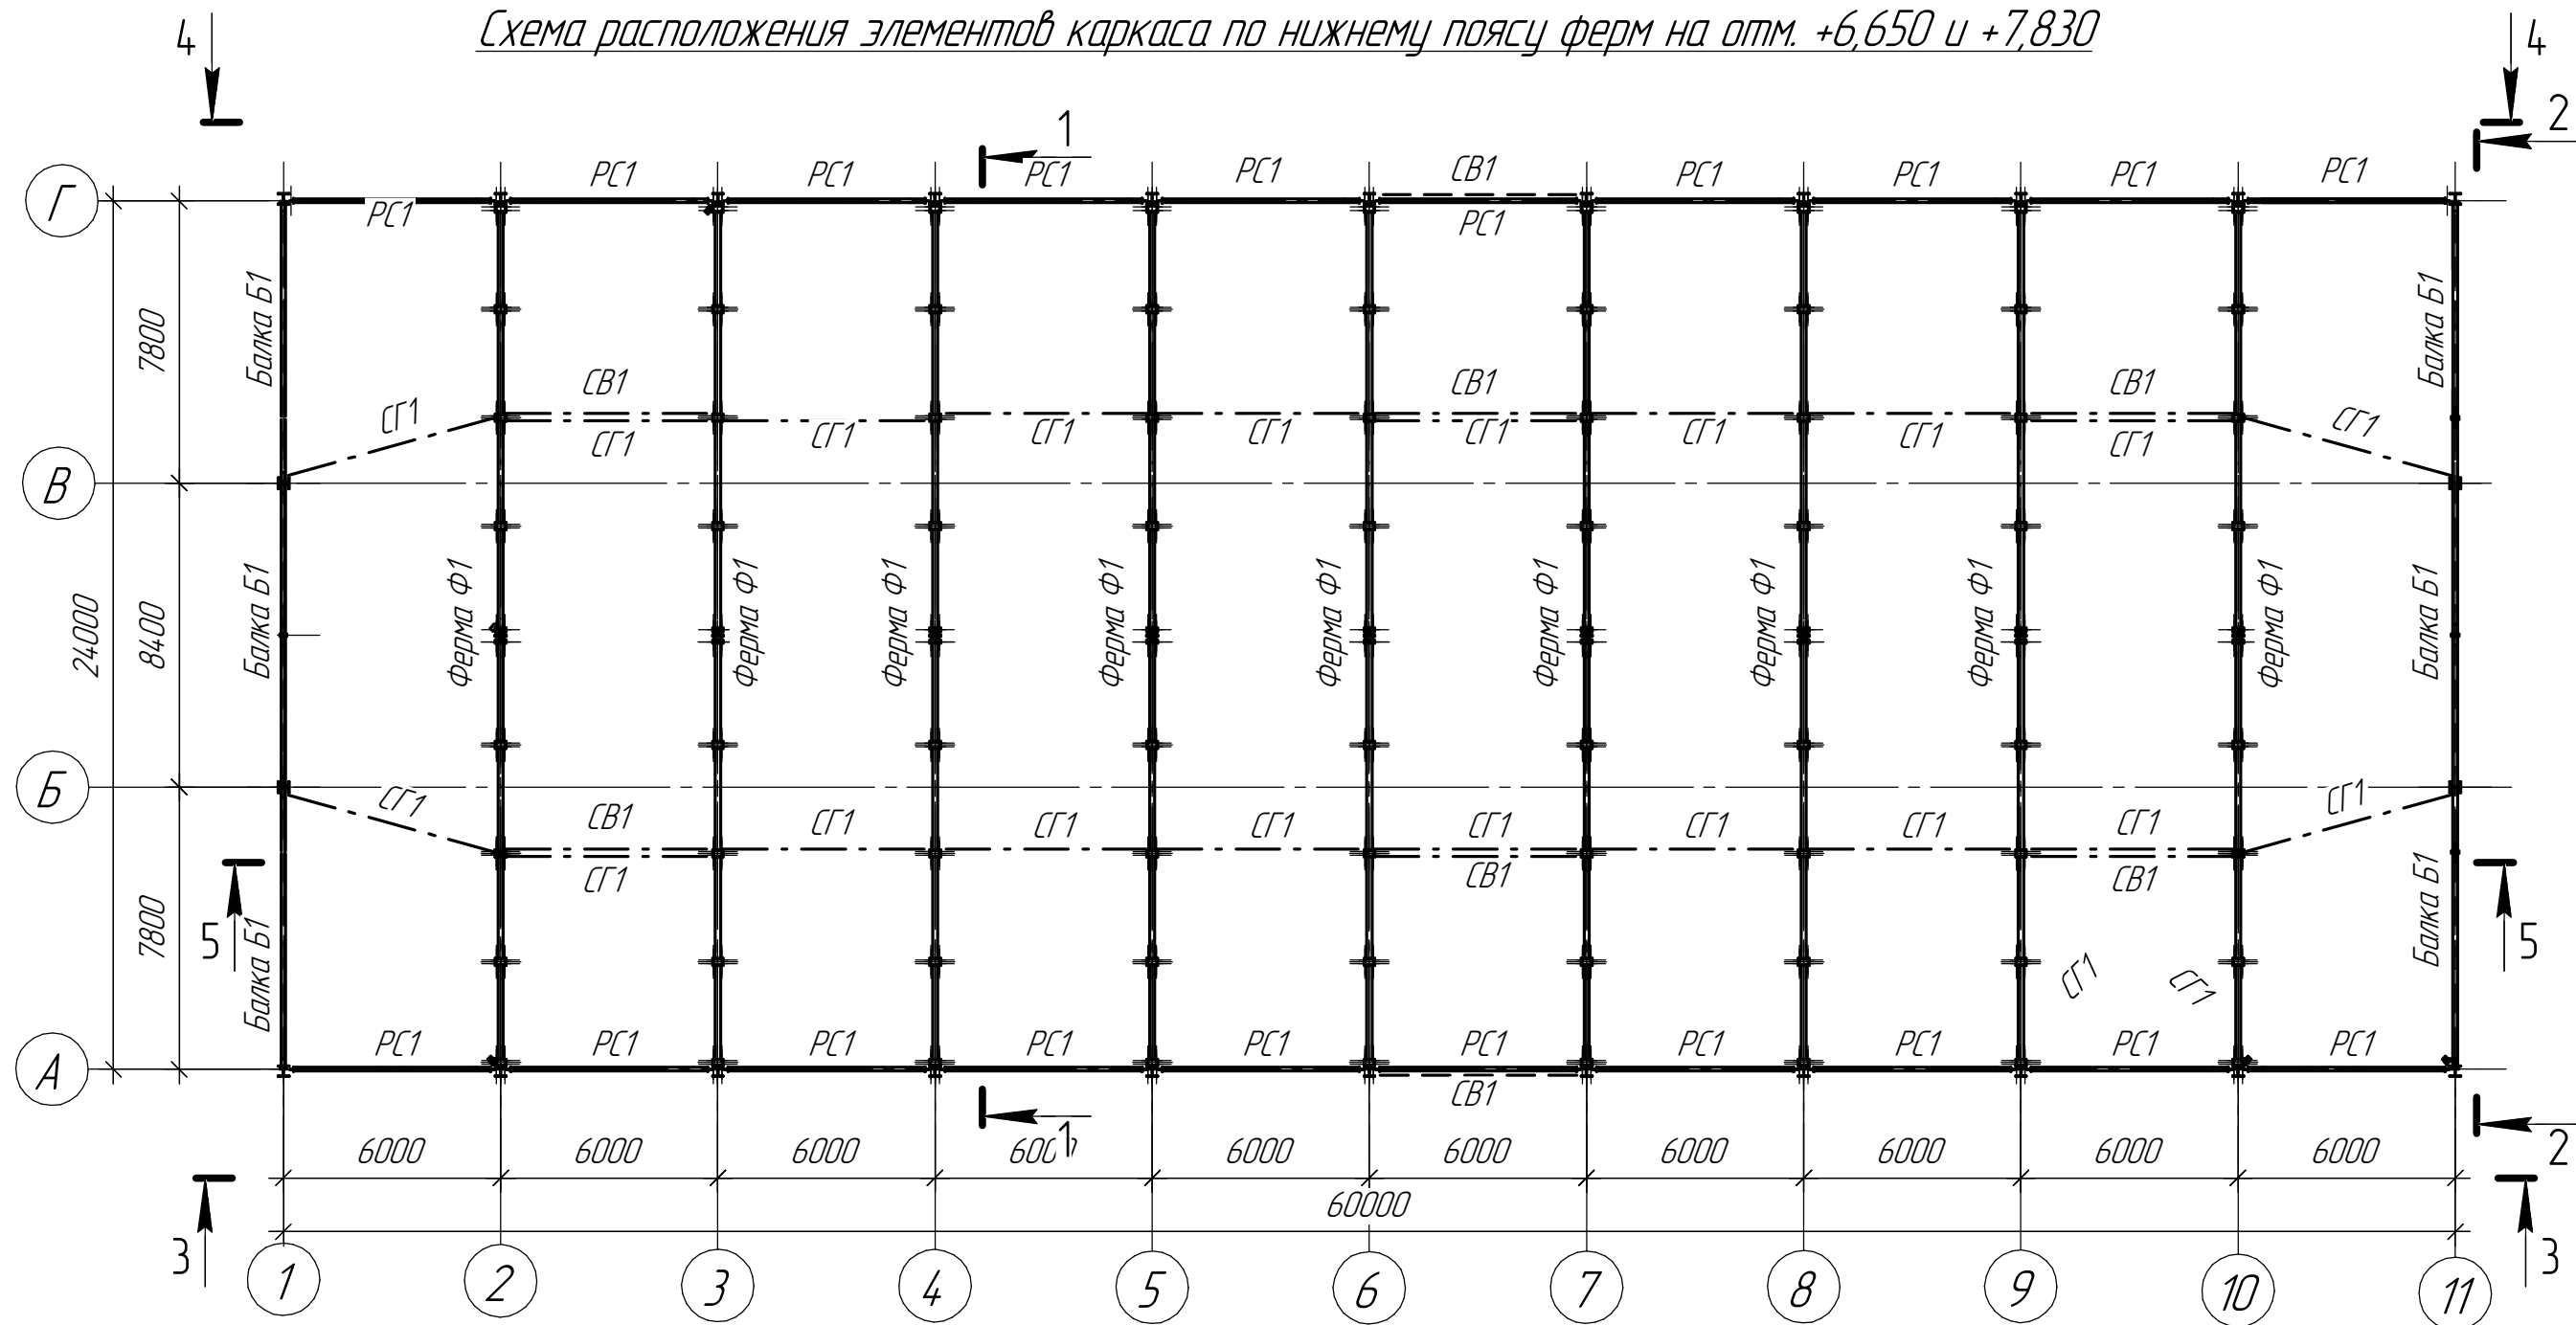 Схема расположения элементов каркаса по нижнему поясу ферм на отм. +6,650 и +7,830
4 4
1 2
РС1 РС1 РС1 РС1 СВ1 РС1 РС1 РС1 РС1
Г
РС1 РС1
Балка Б1 Балка Б1
7800
СВ1 СВ1 СВ1
СГ1 СГ1
СГ1 СГ1 СГ1 СГ1 СГ1 СГ1 СГ1 СГ1
В
24000 8400
Балка Б1 Ферма Ф1 Ферма Ф1 Ферма Ф1 Ферма Ф1 Ферма Ф1 Ферма Ф1 Ферма Ф1 Ферма Ф1 Ферма Ф1 Балка Б1
Б
СГ1 СГ1
СВ1 СГ1 СГ1 СГ1 СГ1 СГ1 СГ1 СГ1
СГ1 СВ1 СВ1
7800
Балка Б1 Балка Б1
5 5
СГ1 СГ1
РС1 РС1 РС1 РС1 РС1 РС1 РС1 РС1 РС1 РС1
А
СВ1
1 2
6000 6000 6000 6000 6000 6000 6000 6000 6000 6000
60000
3 3
1 2 3 4 5 6 7 8 9 10 11